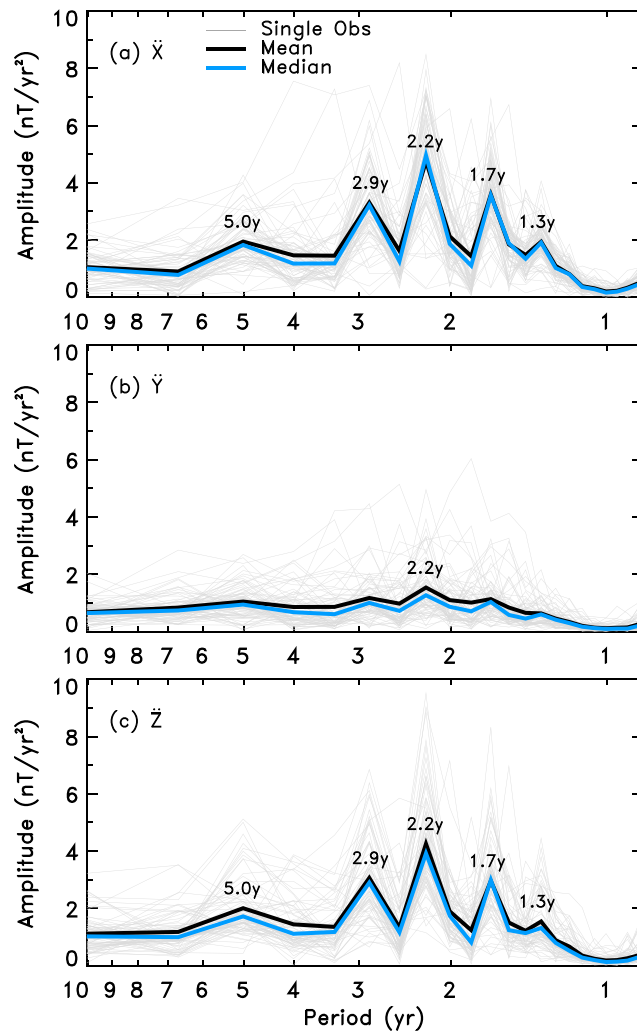 10
(a) Ẍ
Single Obs
Mean
Median
8
6
4
2
0
Amplitude (nT/yr²)
5.0y
2.9y
2.2y
1.7y
1.3y
10 9 8 7 6 5 4 3 2 1
10
(b) Ÿ
8
6
4
2
0
Amplitude (nT/yr²)
2.2y
10 9 8 7 6 5 4 3 2 1
10
(c) Z̈
8
6
4
2
0
Amplitude (nT/yr²)
5.0y
2.9y
2.2y
1.7y
1.3y
10 9 8 7 6 5 4 3 2 1
Period (yr)